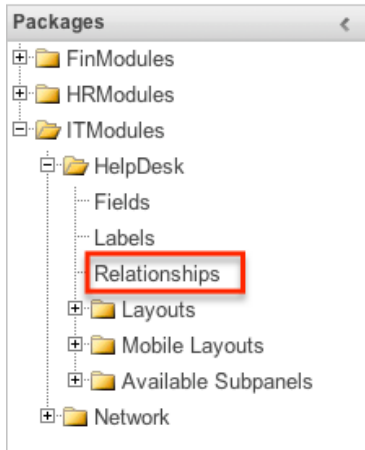 Packages
FinModules
HRModules
ITModules
HelpDesk
Fields
Labels
Relationships
Layouts
Mobile Layouts
Available Subpanels
Network